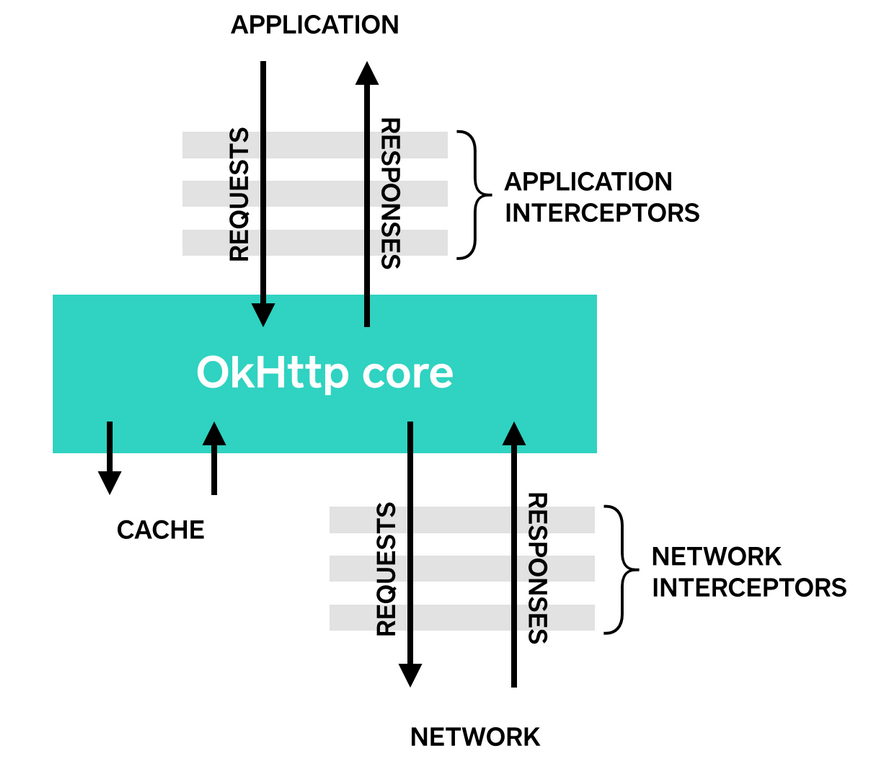 APPLICATION
REQUESTS
RESPONSES
APPLICATION
INTERCEPTORS
OkHttp core
CACHE
REQUESTS
RESPONSES
NETWORK
INTERCEPTORS
NETWORK